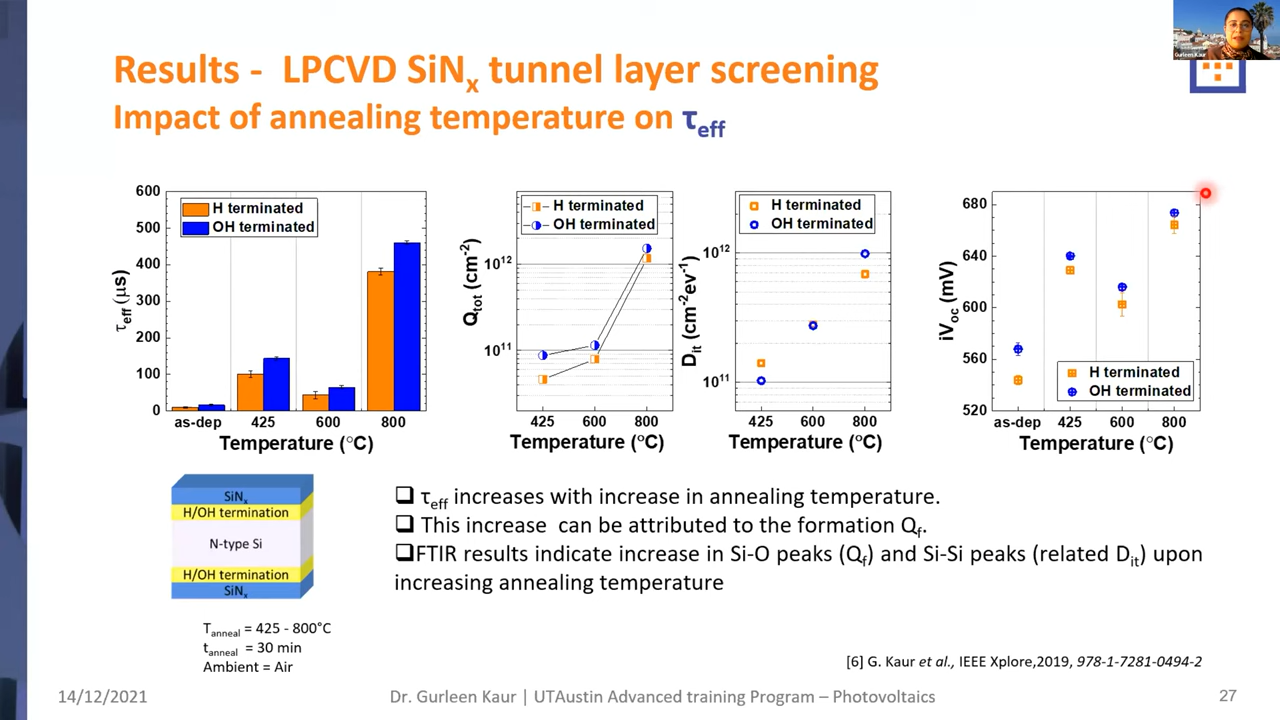 Gurleen Kaur
Results - LPCVD SiNx tunnel layer screening
Impact of annealing temperature on τeff
600
500
400
300
200
100
0
τeff (μs)
H terminated
OH terminated
as-dep 425 600 800
Temperature (°C)
Qtot (cm-2)
10^12
10^11
H terminated
OH terminated
425 600 800
Temperature (°C)
Dit (cm-2ev-1)
10^12
10^11
H terminated
OH terminated
425 600 800
Temperature (°C)
iVoc (mV)
680
640
600
560
520
H terminated
OH terminated
as-dep 425 600 800
Temperature (°C)
SiNx
H/OH termination
N-type Si
H/OH termination
SiNx
Tanneal = 425 - 800°C
tanneal = 30 min
Ambient = Air
❑ τeff increases with increase in annealing temperature.
❑ This increase can be attributed to the formation Qf.
❑FTIR results indicate increase in Si-O peaks (Qf) and Si-Si peaks (related Dit) upon
increasing annealing temperature
[6] G. Kaur et al., IEEE Xplore,2019, 978-1-7281-0494-2
14/12/2021
Dr. Gurleen Kaur | UTAustin Advanced training Program – Photovoltaics
27